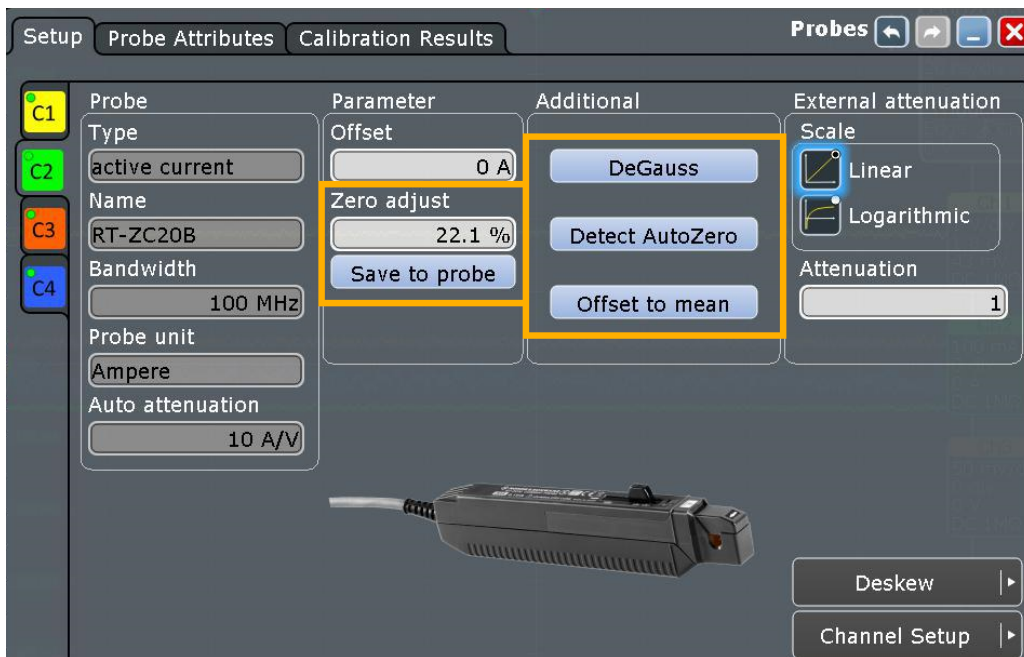 Setup
Probe Attributes
Calibration Results
Probes
C1
C2
C3
C4
Probe
Type
active current
Name
RT-ZC20B
Bandwidth
100 MHz
Probe unit
Ampere
Auto attenuation
10 A/V
Parameter
Offset
0 A
Zero adjust
22.1 %
Save to probe
Additional
DeGauss
Detect AutoZero
Offset to mean
External attenuation
Scale
Linear
Logarithmic
Attenuation
1
Deskew
Channel Setup